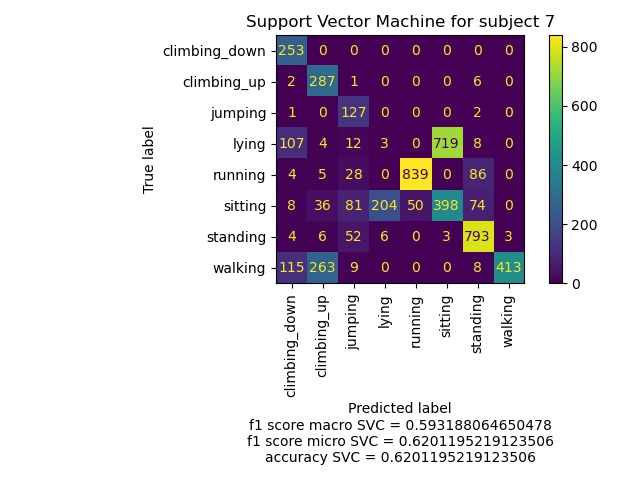 Support Vector Machine for subject 7
climbing_down 253 0 0 0 0 0 0 0
climbing_up 2 287 1 0 0 0 6 0
jumping 1 0 127 0 0 0 2 0
lying 107 4 12 3 0 719 8 0
running 4 5 28 0 839 0 86 0
sitting 8 36 81 204 50 398 74 0
standing 4 6 52 6 0 3 793 3
walking 115 263 9 0 0 0 8 413
True label
800
600
400
200
0
climbing_down
climbing_up
jumping
lying
running
sitting
standing
walking
Predicted label
f1 score macro SVC = 0.593188064650478
f1 score micro SVC = 0.6201195219123506
accuracy SVC = 0.6201195219123506